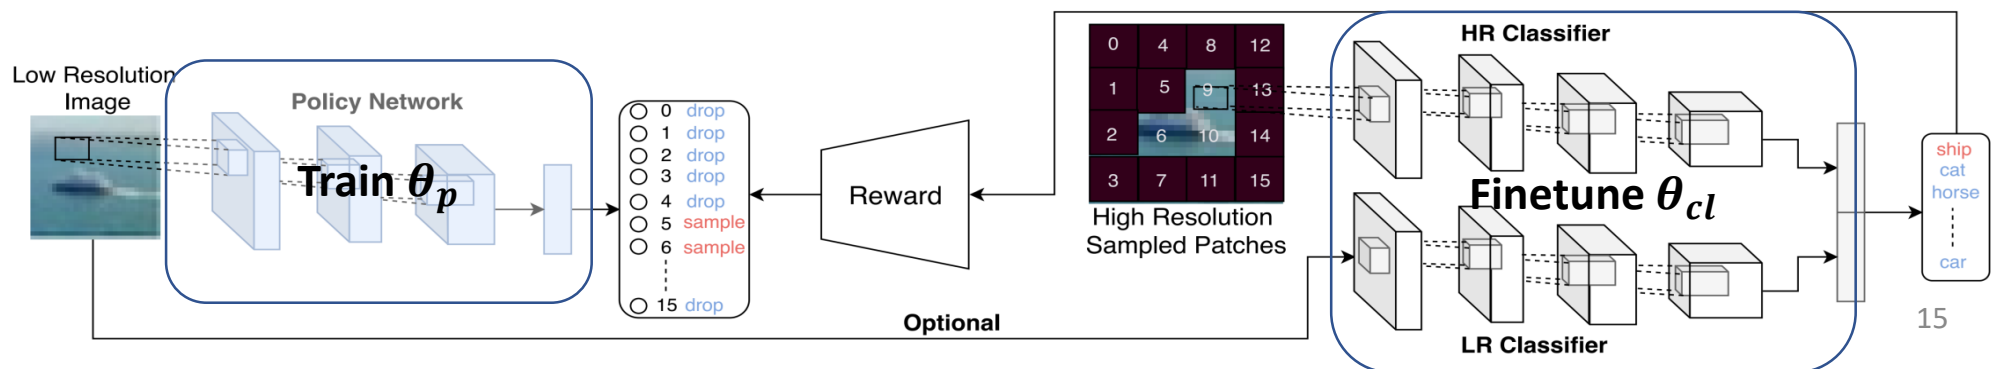 Low Resolution
Image
Policy Network
Train θp
0 drop
1 drop
2 drop
3 drop
4 drop
5 sample
6 sample
15 drop
Reward
0 4 8 12
1 5 9 13
2 6 10 14
3 7 11 15
High Resolution
Sampled Patches
HR Classifier
Finetune θcl
LR Classifier
Optional
ship
cat
horse
car
15